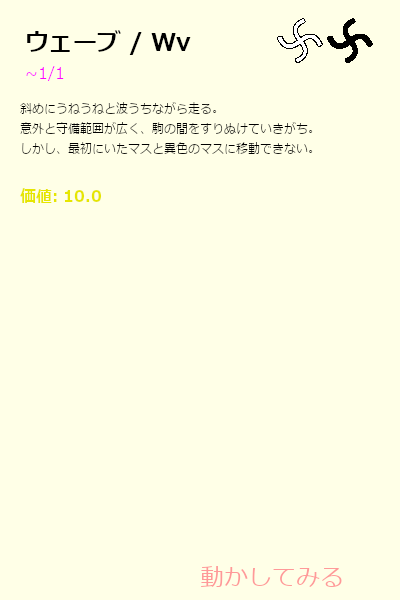 ウェーブ / Wv
~1/1
斜めにうねうねと波うちながら走る。
意外と守備範囲が広く、駒の間をすりぬけていきがち。
しかし、最初にいたマスと異色のマスに移動できない。
価値: 10.0
動かしてみる